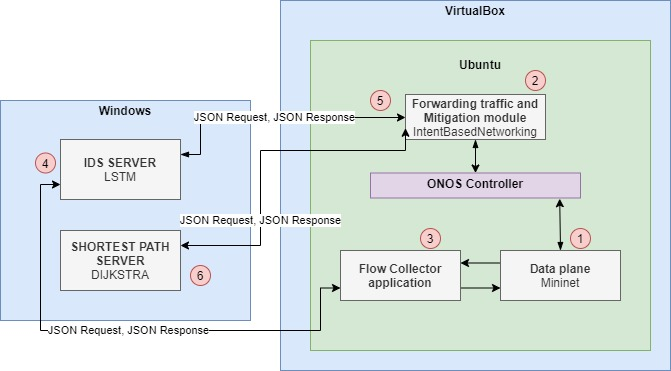 VirtualBox
Ubuntu
Windows
2
5
Forwarding traffic and
Mitigation module
IntentBasedNetworking
JSON Request, JSON Response
4
IDS SERVER
LSTM
ONOS Controller
JSON Request, JSON Response
SHORTEST PATH
SERVER
DIJKSTRA
6
3
Flow Collector
application
1
Data plane
Mininet
JSON Request, JSON Response